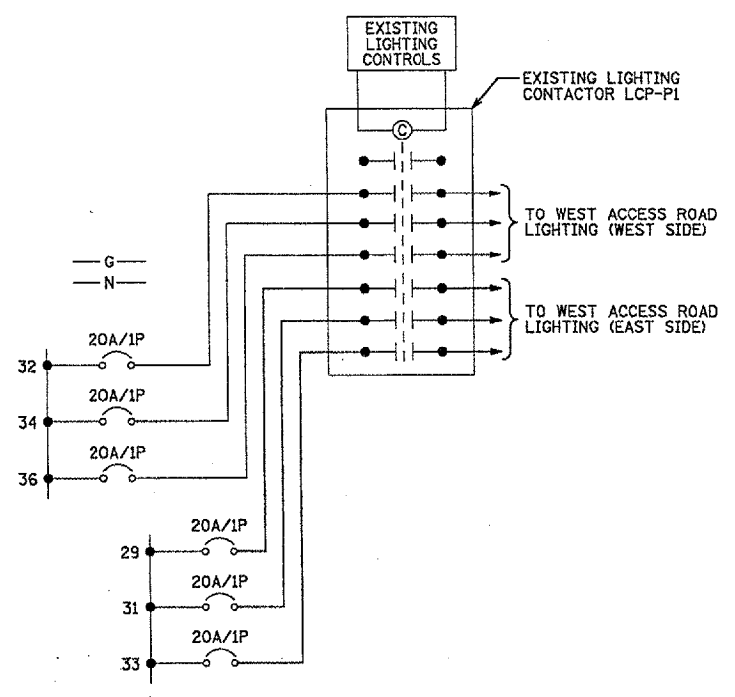 EXISTING
LIGHTING
CONTROLS
EXISTING LIGHTING
CONTACTOR LCP-P1
C
TO WEST ACCESS ROAD
LIGHTING (WEST SIDE)
G
N
TO WEST ACCESS ROAD
LIGHTING (EAST SIDE)
20A/1P
32
20A/1P
34
20A/1P
36
20A/1P
29
20A/1P
31
20A/1P
33